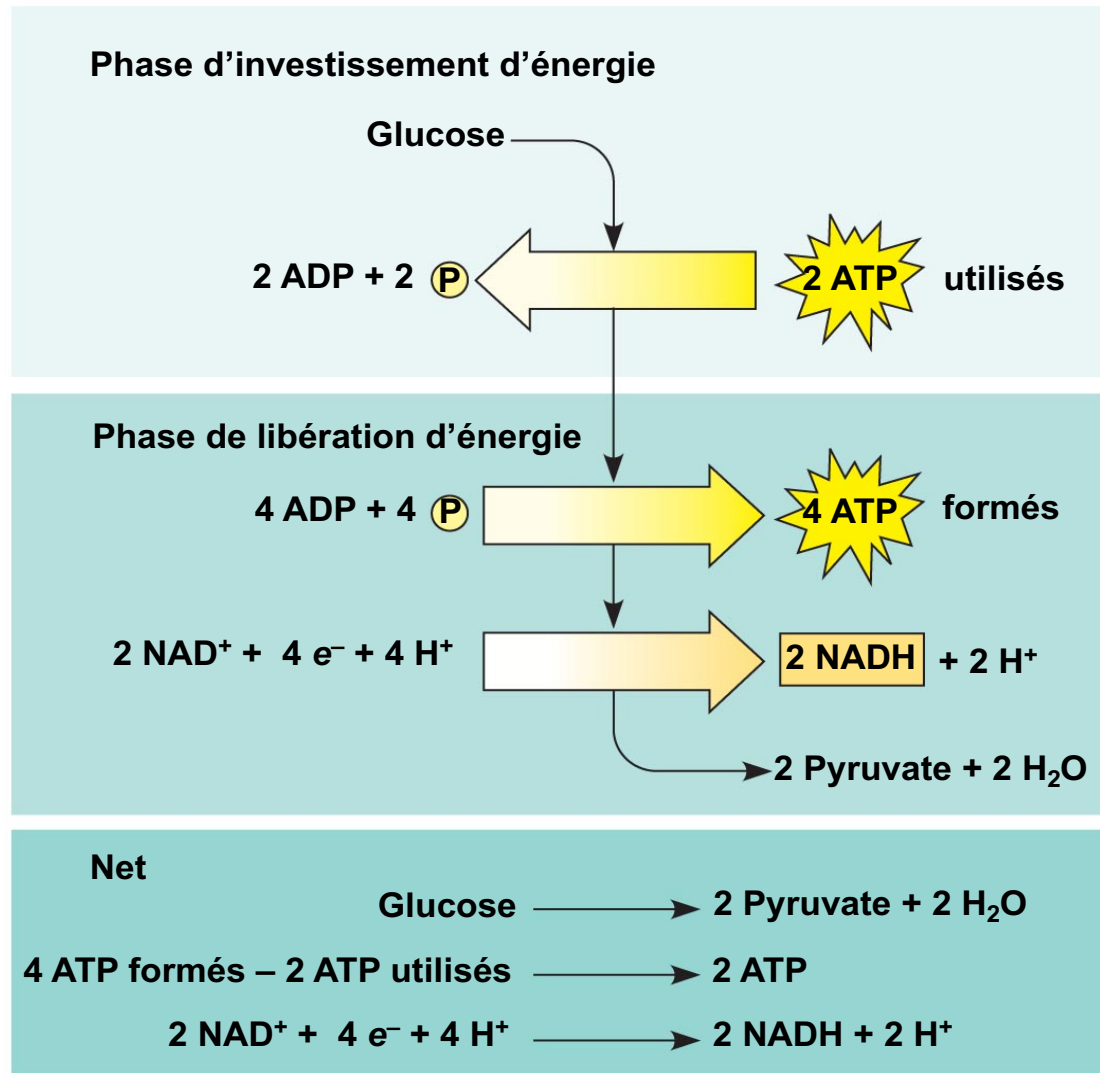 Phase d’investissement d’énergie
Glucose
2 ADP + 2 P 2 ATP utilisés
Phase de libération d’énergie
4 ADP + 4 P 4 ATP formés
2 NAD⁺ + 4 e⁻ + 4 H⁺ 2 NADH + 2 H⁺
2 Pyruvate + 2 H₂O
Net
Glucose 2 Pyruvate + 2 H₂O
4 ATP formés – 2 ATP utilisés 2 ATP
2 NAD⁺ + 4 e⁻ + 4 H⁺ 2 NADH + 2 H⁺